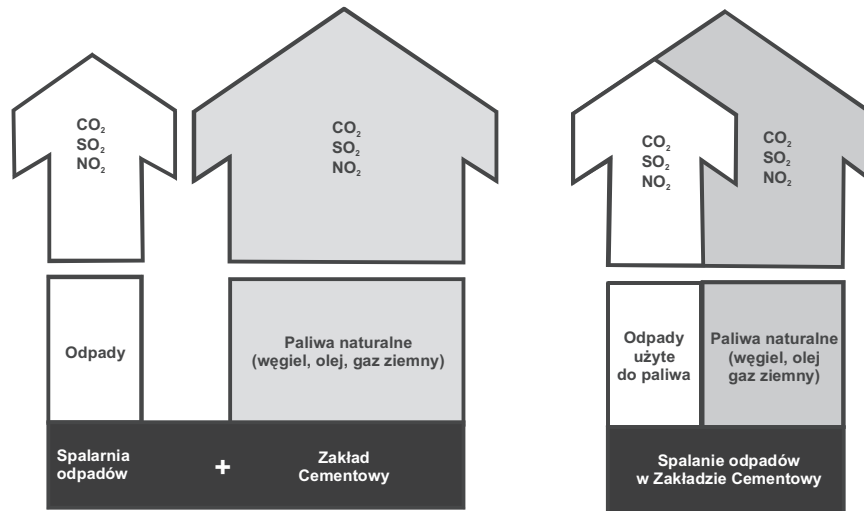 CO₂
SO₂
NO₂
CO₂
SO₂
NO₂
Odpady
Paliwa naturalne
(węgiel, olej, gaz ziemny)
Spalarnia
odpadów
+
Zakład
Cementowy
CO₂
SO₂
NO₂
CO₂
SO₂
NO₂
Odpady
użyte
do paliwa
Paliwa naturalne
(węgiel, olej
gaz ziemny)
Spalanie odpadów
w Zakładzie Cementowy